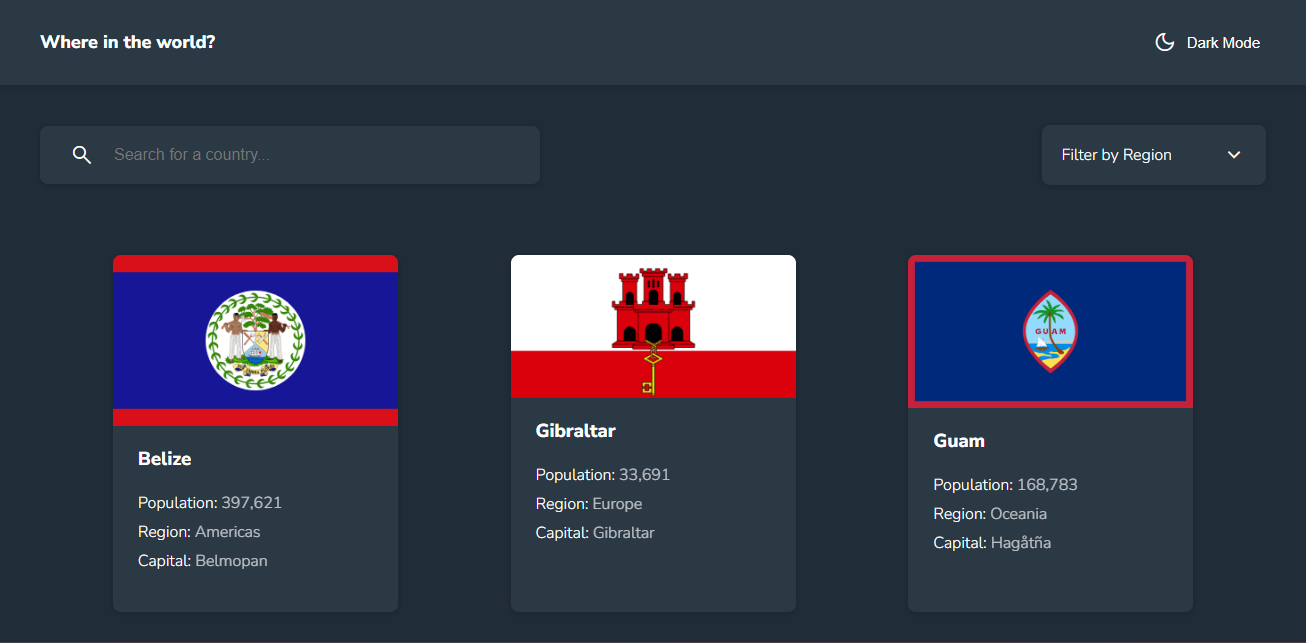 Where in the world?
Dark Mode
Search for a country...
Filter by Region
GUAM
Belize
Population: 397,621
Region: Americas
Capital: Belmopan
Gibraltar
Population: 33,691
Region: Europe
Capital: Gibraltar
Guam
Population: 168,783
Region: Oceania
Capital: Hagåtña